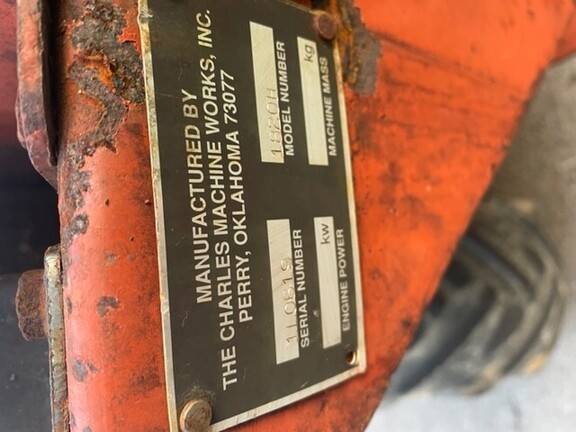 MANUFACTURED BY
THE CHARLES MACHINE WORKS, INC.
PERRY, OKLAHOMA 73077
1L0619 1820H
SERIAL NUMBER MODEL NUMBER
kw kg
ENGINE POWER MACHINE MASS